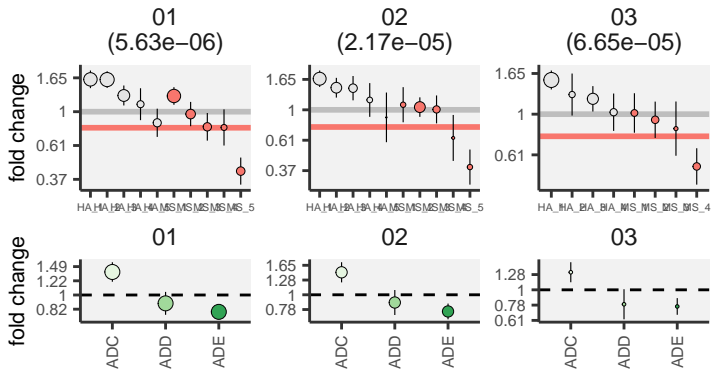 01 02 03
(5.63e−06) (2.17e−05) (6.65e−05)
fold change
1.65
1
0.61
0.37
1.65
1
0.61
0.37
1.65
1
0.61
MS_5
MS_5
HA_1 HA_2 MS_4
01 02 03
fold change
1.49
1.22
1
0.82
1.65
1.28
1
0.78
1.28
1
0.78
0.61
ADC ADD ADE
ADC ADD ADE
ADC ADD ADE